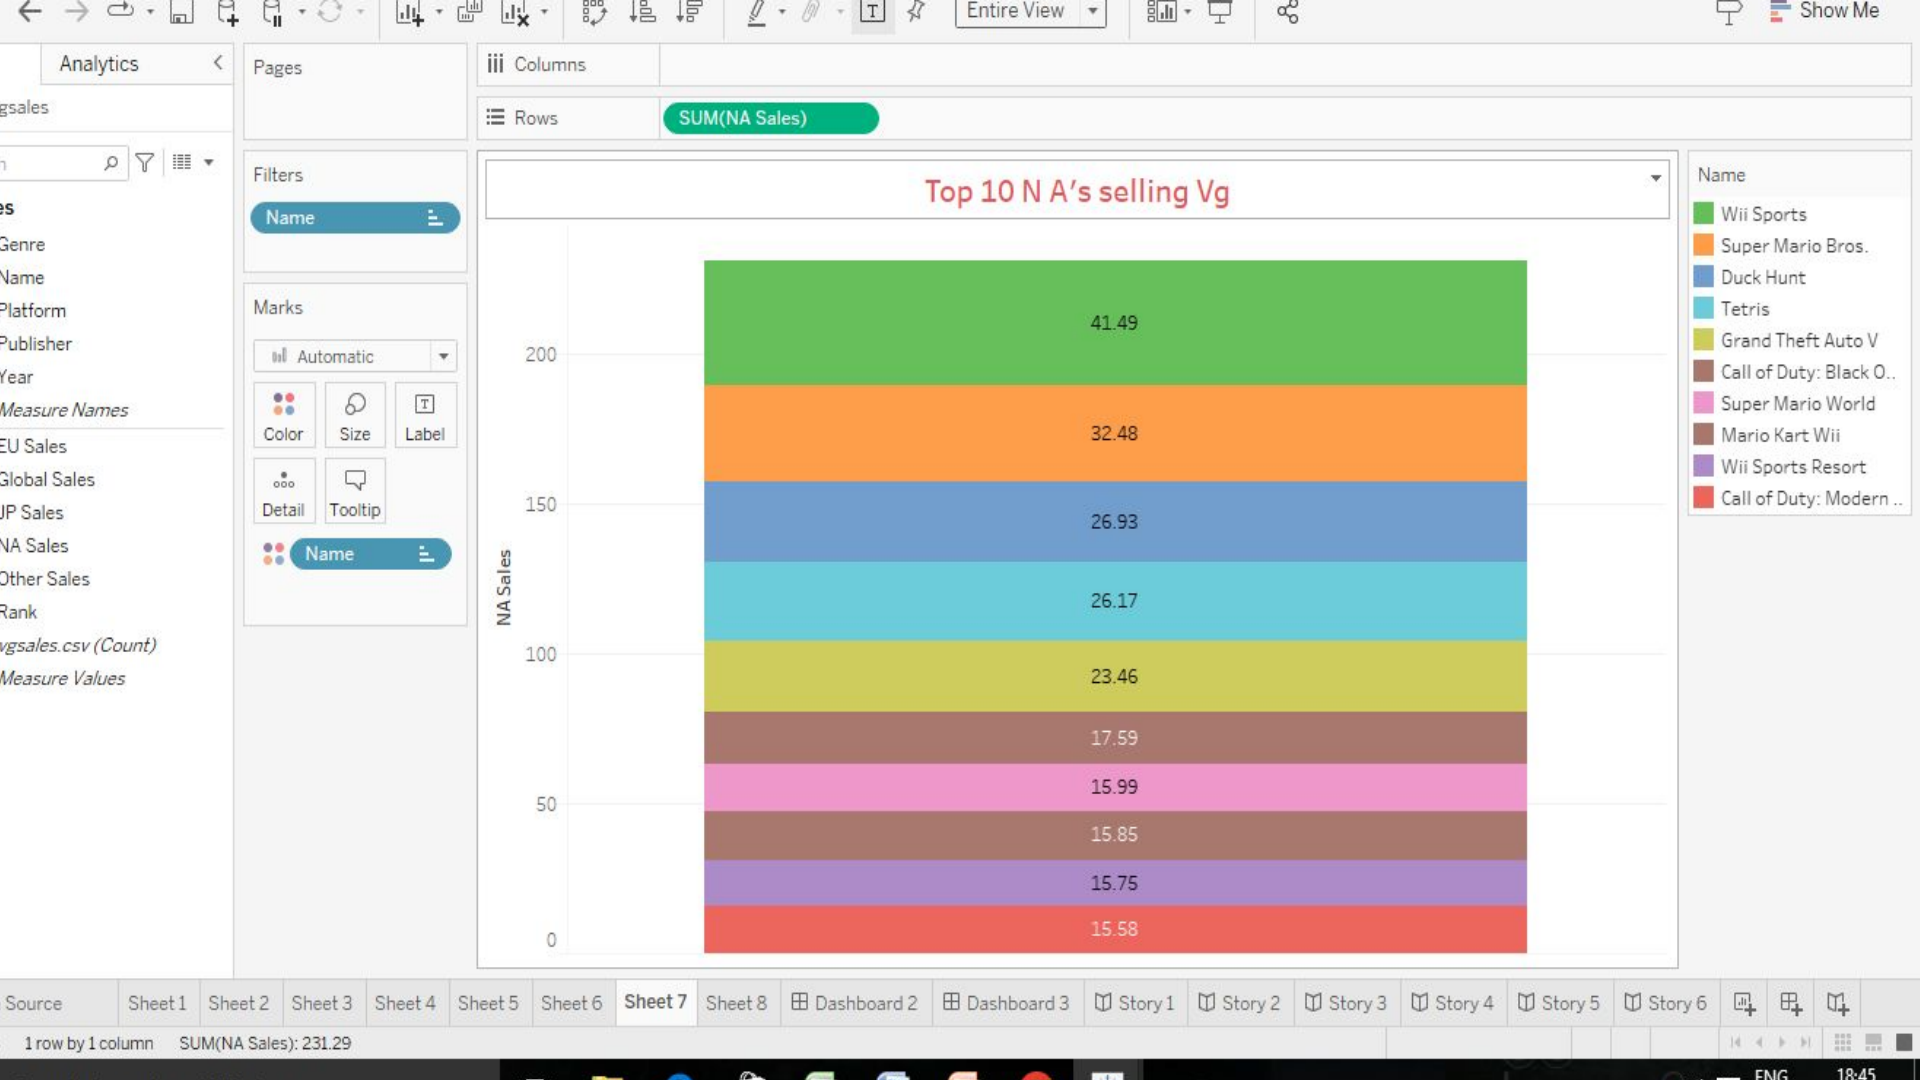 Entire View
Show Me
Analytics
gsales
es
Genre
Name
Platform
Publisher
Year
Measure Names
EU Sales
Global Sales
JP Sales
NA Sales
Other Sales
Rank
vgsales.csv (Count)
Measure Values
Pages
Filters
Name
Marks
Automatic
Color Size Label
Detail Tooltip
Name
Columns
Rows SUM(NA Sales)
Top 10 N A's selling Vg
NA Sales
200
150
100
50
0
41.49
32.48
26.93
26.17
23.46
17.59
15.99
15.85
15.75
15.58
Name
Wii Sports
Super Mario Bros.
Duck Hunt
Tetris
Grand Theft Auto V
Call of Duty: Black O..
Super Mario World
Mario Kart Wii
Wii Sports Resort
Call of Duty: Modern ..
Source Sheet 1 Sheet 2 Sheet 3 Sheet 4 Sheet 5 Sheet 6 Sheet 7 Sheet 8 Dashboard 2 Dashboard 3 Story 1 Story 2 Story 3 Story 4 Story 5 Story 6
1 row by 1 column SUM(NA Sales): 231.29
ENG 18:45